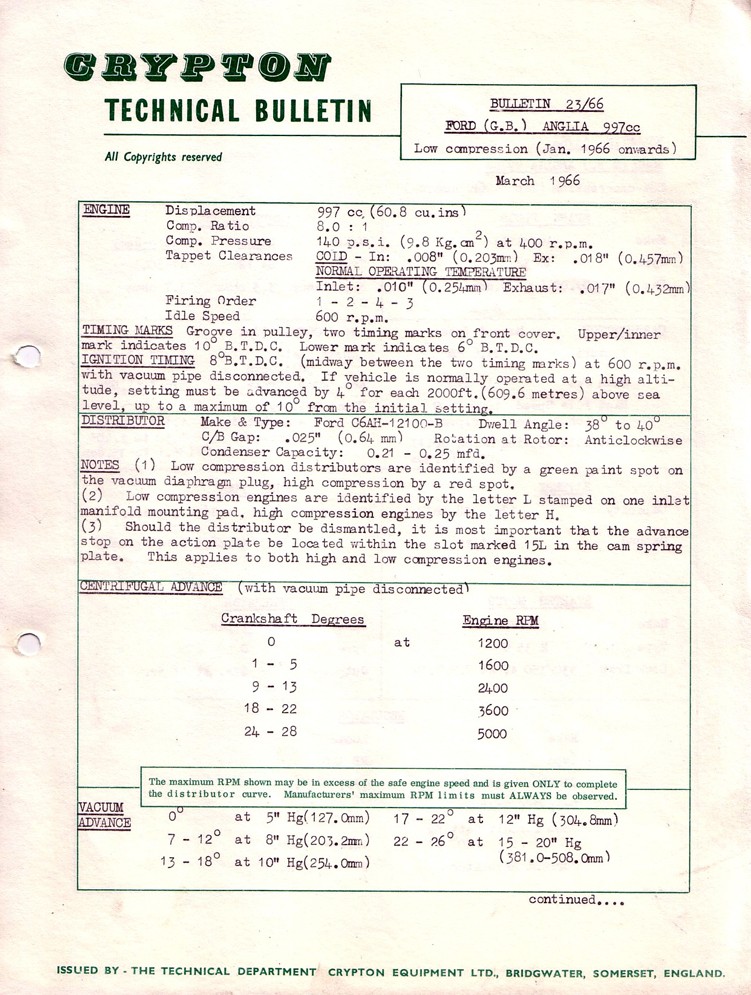 CRYPTON
TECHNICAL BULLETIN
All Copyrights reserved
BULLETIN 23/66
FORD (G.B.) ANGLIA 997cc
Low compression (Jan. 1966 onwards)
March 1966
ENGINE Displacement 997 cc. (60.8 cu.ins)
Comp. Ratio 8.0 : 1
Comp. Pressure 140 p.s.i. (9.8 Kg.cm²) at 400 r.p.m.
Tappet Clearances COLD - In: .008" (0.203mm) Ex: .018" (0.457mm)
NORMAL OPERATING TEMPERATURE
Inlet: .010" (0.254mm) Exhaust: .017" (0.432mm)
Firing Order 1 - 2 - 4 - 3
Idle Speed 600 r.p.m.
TIMING MARKS Groove in pulley, two timing marks on front cover. Upper/inner
mark indicates 10° B.T.D.C. Lower mark indicates 6° B.T.D.C.
IGNITION TIMING 8°B.T.D.C. (midway between the two timing marks) at 600 r.p.m.
with vacuum pipe disconnected. If vehicle is normally operated at a high alti-
tude, setting must be advanced by 4° for each 2000ft.(609.6 metres) above sea
level, up to a maximum of 10° from the initial setting.
DISTRIBUTOR Make & Type: Ford C6AH-12100-B Dwell Angle: 38° to 40°
C/B Gap: .025" (0.64 mm) Rotation at Rotor: Anticlockwise
Condenser Capacity: 0.21 - 0.25 mfd.
NOTES (1) Low compression distributors are identified by a green paint spot on
the vacuum diaphragm plug, high compression by a red spot.
(2) Low compression engines are identified by the letter L stamped on one inlet
manifold mounting pad. high compression engines by the letter H.
(3) Should the distributor be dismantled, it is most important that the advance
stop on the action plate be located within the slot marked 15L in the cam spring
plate. This applies to both high and low compression engines.
CENTRIFUGAL ADVANCE (with vacuum pipe disconnected)
Crankshaft Degrees Engine RPM
0 at 1200
1 - 5 1600
9 - 13 2400
18 - 22 3600
24 - 28 5000
The maximum RPM shown may be in excess of the safe engine speed and is given ONLY to complete
the distributor curve. Manufacturers' maximum RPM limits must ALWAYS be observed.
VACUUM 0° at 5" Hg(127.0mm) 17 - 22° at 12" Hg (304.8mm)
ADVANCE 7 - 12° at 8" Hg(203.2mm) 22 - 26° at 15 - 20" Hg
13 - 18° at 10" Hg(254.0mm) (381.0-508.0mm)
continued....
ISSUED BY - THE TECHNICAL DEPARTMENT CRYPTON EQUIPMENT LTD., BRIDGWATER, SOMERSET, ENGLAND.